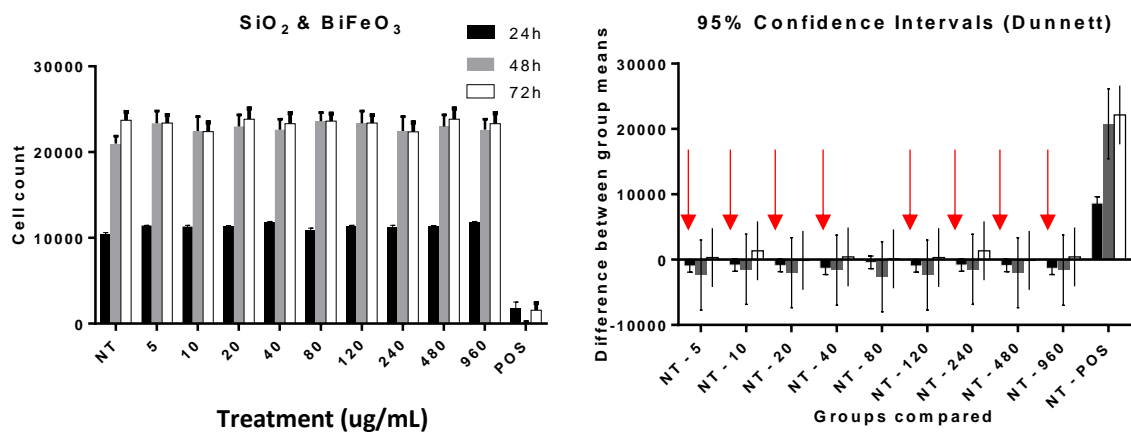 SiO₂ & BiFeO₃
24h
48h
72h
Cell count
30000
20000
10000
0
NT
5
10
20
40
80
120
240
480
960
POS
Treatment (ug/mL)
95% Confidence Intervals (Dunnett)
Difference between group means
30000
20000
10000
0
-10000
NT - 5
NT - 10
NT - 20
NT - 40
NT - 80
NT - 120
NT - 240
NT - 480
NT - 960
NT - POS
Groups compared